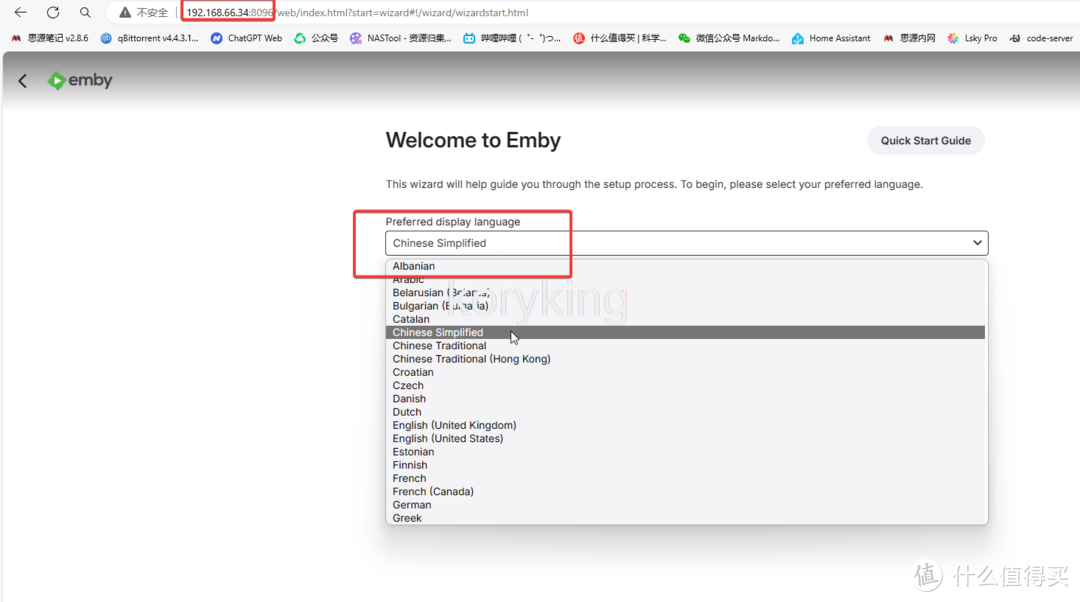 不安全 192.168.66.34:8096/web/index.html?start=wizard#!/wizard/wizardstart.html
思源笔记 v2.8.6 qBittorrent v4.4.3.1... ChatGPT Web 公众号 NASTool - 资源归集... 哔哩哔哩 (゜-゜)つ... 什么值得买 | 科学... 微信公众号 Markdo... Home Assistant 思源内网 Lsky Pro code-server
emby
Welcome to Emby
Quick Start Guide
This wizard will help guide you through the setup process. To begin, please select your preferred language.
Preferred display language
Chinese Simplified
Albanian
Arabic
Belarusian (Belarus)
Bulgarian (Bulgaria)
koryking
Catalan
Chinese Simplified
Chinese Traditional
Chinese Traditional (Hong Kong)
Croatian
Czech
Danish
Dutch
English (United Kingdom)
English (United States)
Estonian
Finnish
French
French (Canada)
German
Greek
值 什么值得买